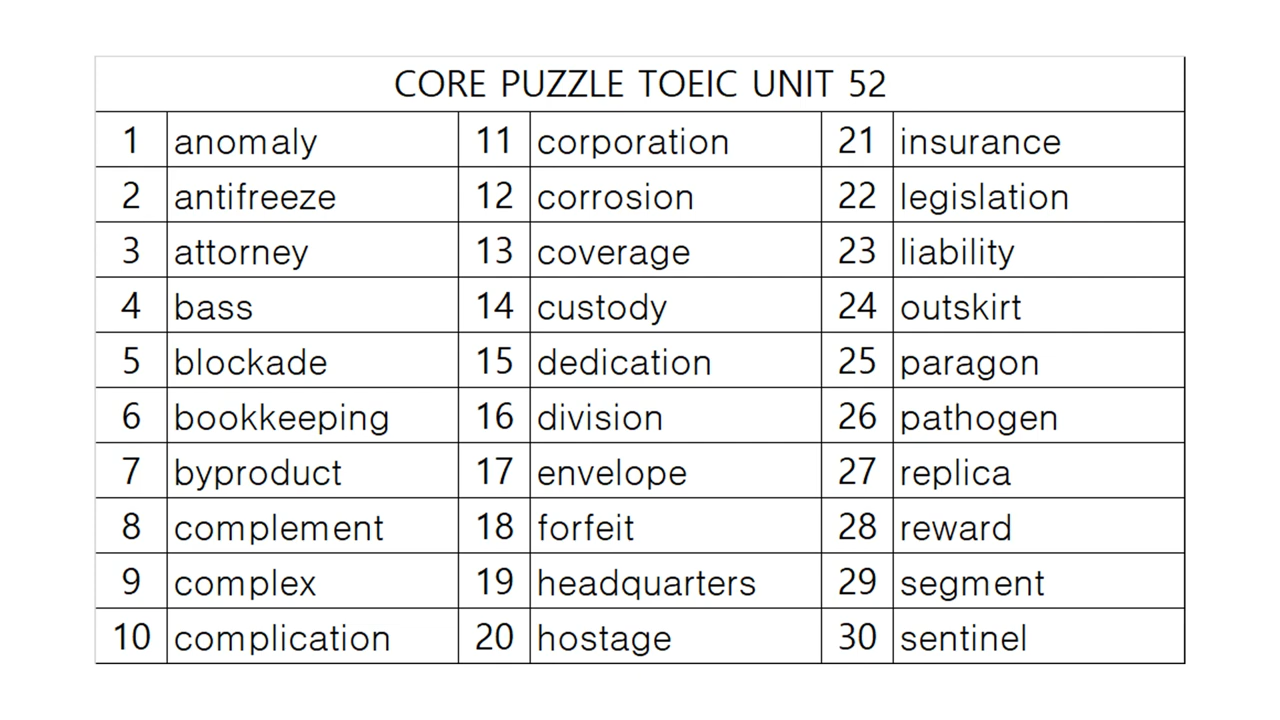 CORE PUZZLE TOEIC UNIT 52
1 anomaly 11 corporation 21 insurance
2 antifreeze 12 corrosion 22 legislation
3 attorney 13 coverage 23 liability
4 bass 14 custody 24 outskirt
5 blockade 15 dedication 25 paragon
6 bookkeeping 16 division 26 pathogen
7 byproduct 17 envelope 27 replica
8 complement 18 forfeit 28 reward
9 complex 19 headquarters 29 segment
10 complication 20 hostage 30 sentinel